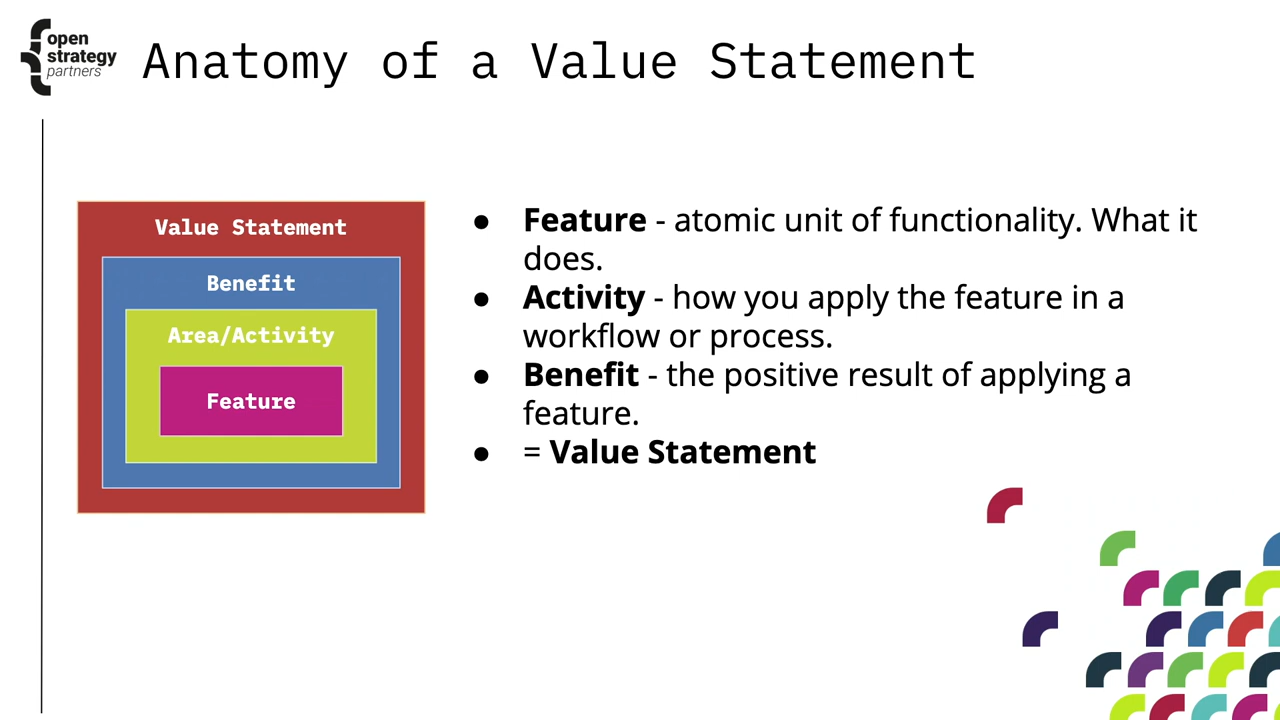 open
strategy
partners
Anatomy of a Value Statement
Value Statement
Benefit
Area/Activity
Feature
● Feature - atomic unit of functionality. What it
does.
● Activity - how you apply the feature in a
workflow or process.
● Benefit - the positive result of applying a
feature.
● = Value Statement